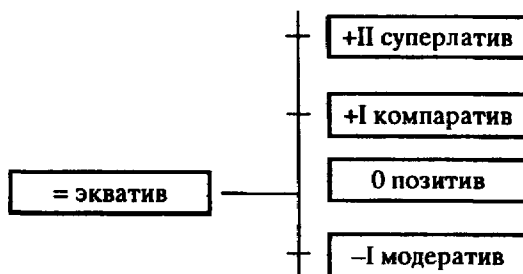 +II суперлатив
+I компаратив
0 позитив
= экватив
–I модератив